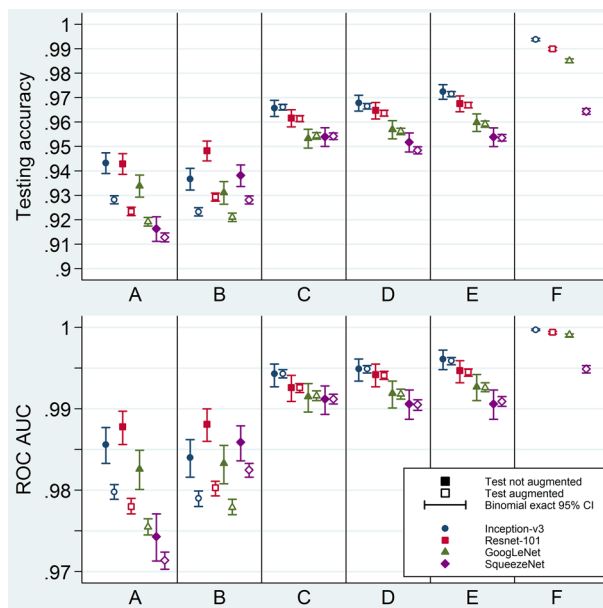 Testing accuracy
1
.99
.98
.97
.96
.95
.94
.93
.92
.91
.9
A B C D E F
ROC AUC
1
.99
.98
.97
Test not augmented
Test augmented
Binomial exact 95% CI
Inception-v3
Resnet-101
GoogLeNet
SqueezeNet
A B C D E F